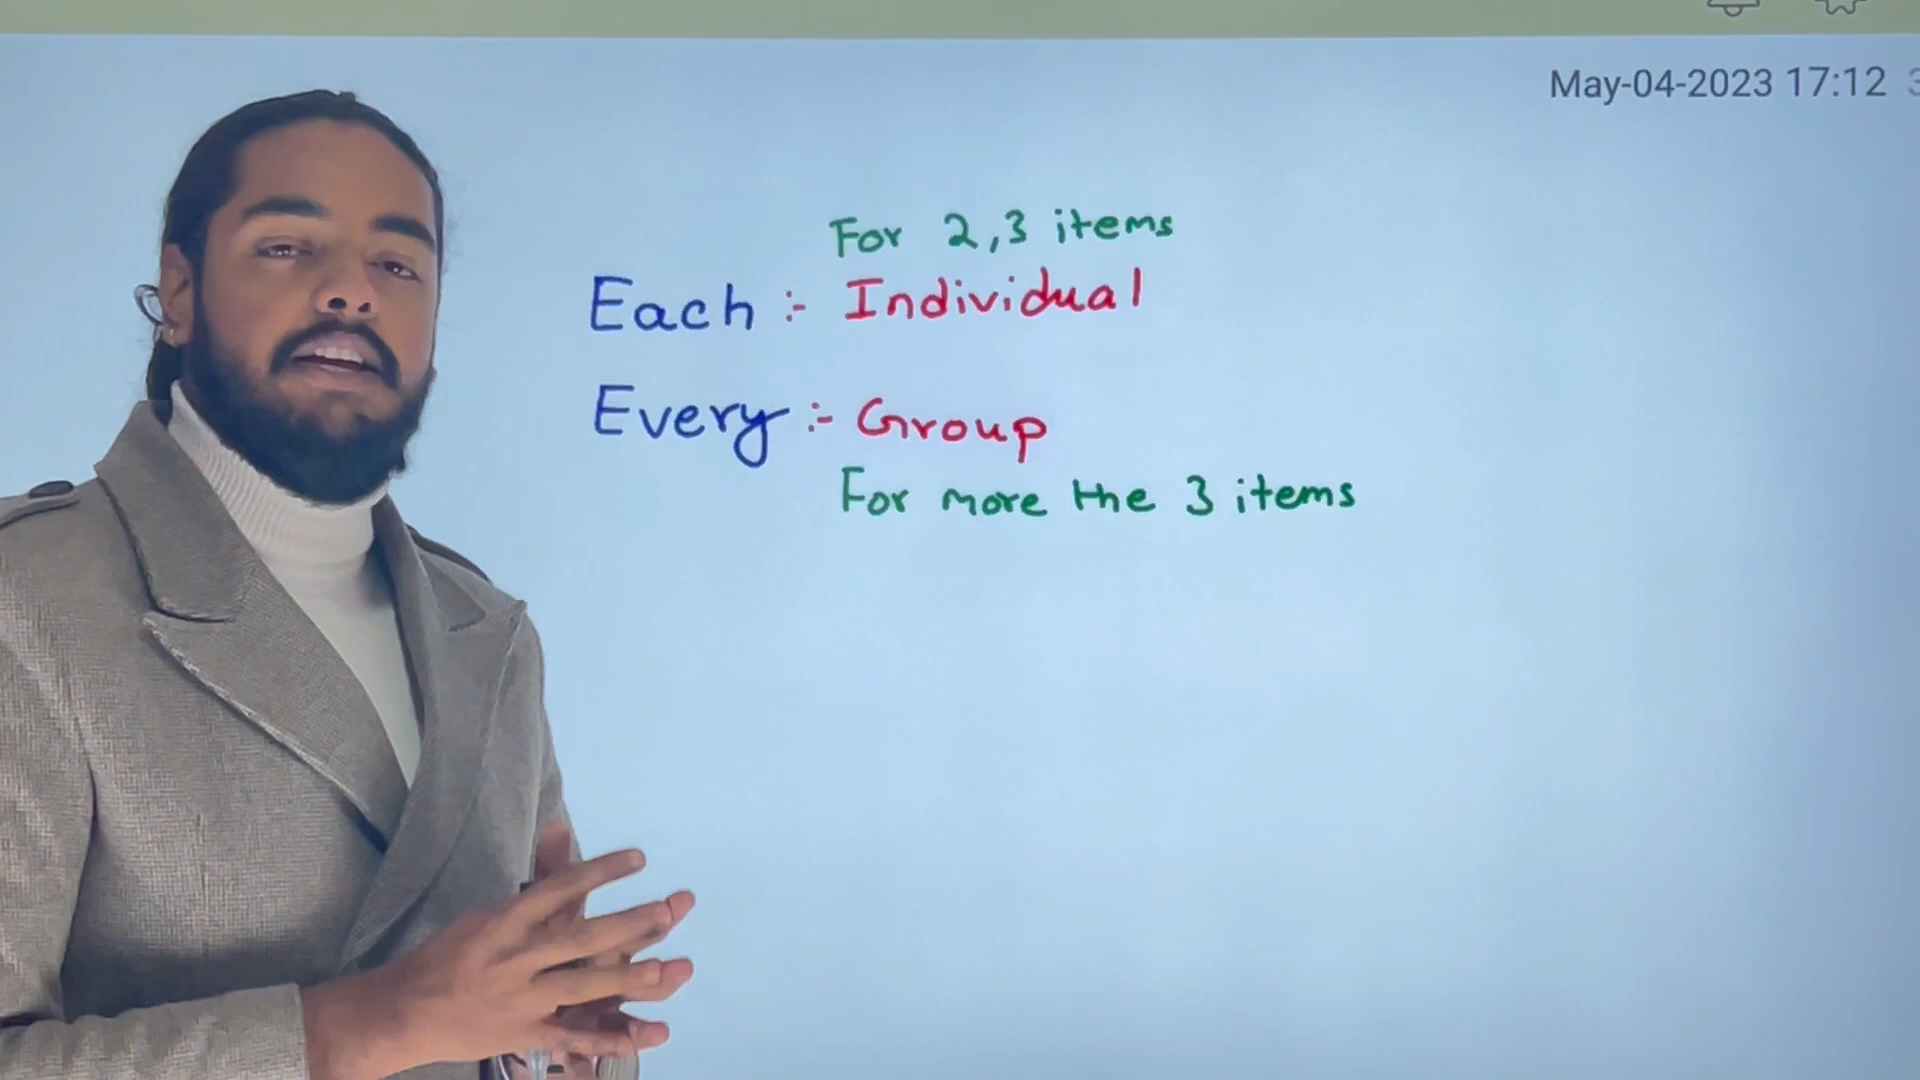 May-04-2023 17:12
For 2,3 items
Each :- Individual
Every :- Group
For more the 3 items